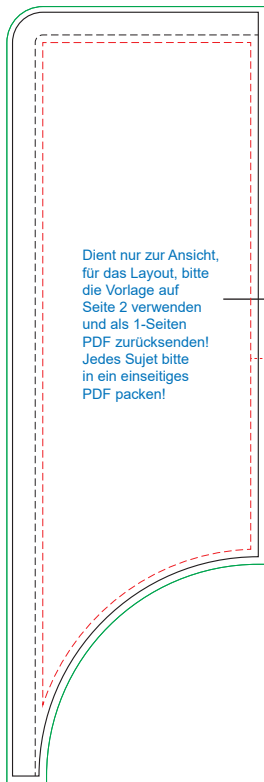 Dient nur zur Ansicht,
für das Layout, bitte
die Vorlage auf
Seite 2 verwenden
und als 1-Seiten
PDF zurücksenden!
Jedes Sujet bitte
in ein einseitiges
PDF packen!